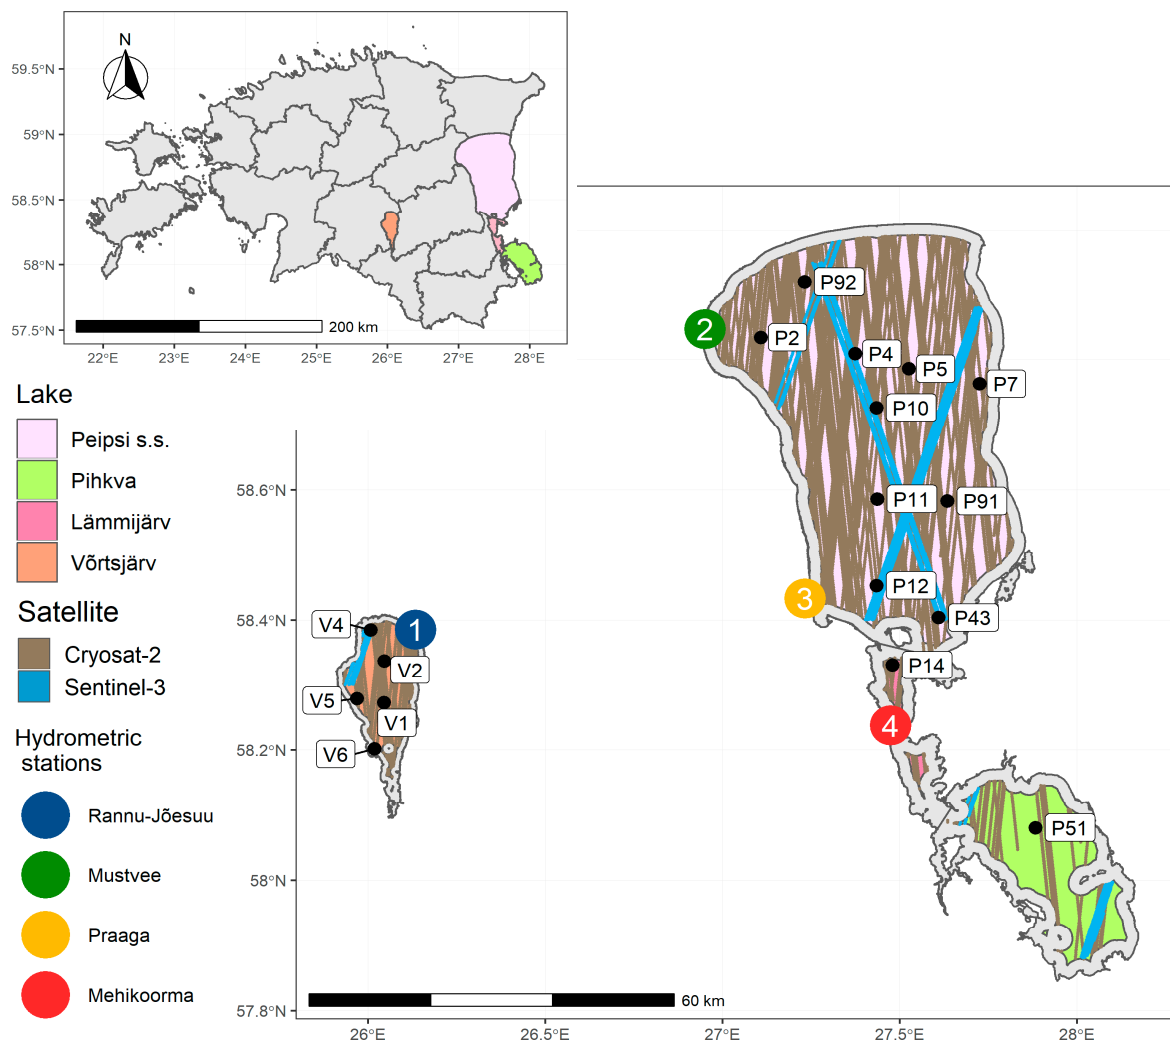 N
59.5°N
59°N
58.5°N
58°N
57.5°N
200 km
22°E
23°E
24°E
25°E
26°E
27°E
28°E
Lake
Peipsi s.s.
Pihkva
Lämmijärv
Võrtsjärv
Satellite
Cryosat-2
Sentinel-3
Hydrometric
stations
Rannu-Jõesuu
Mustvee
Praaga
Mehikoorma
58.6°N
58.4°N
58.2°N
58°N
57.8°N
V4
1
V2
V5
V1
V6
P92
2
P2
P4
P5
P7
P10
P11
P91
P12
3
P43
P14
4
P51
60 km
26°E
26.5°E
27°E
27.5°E
28°E